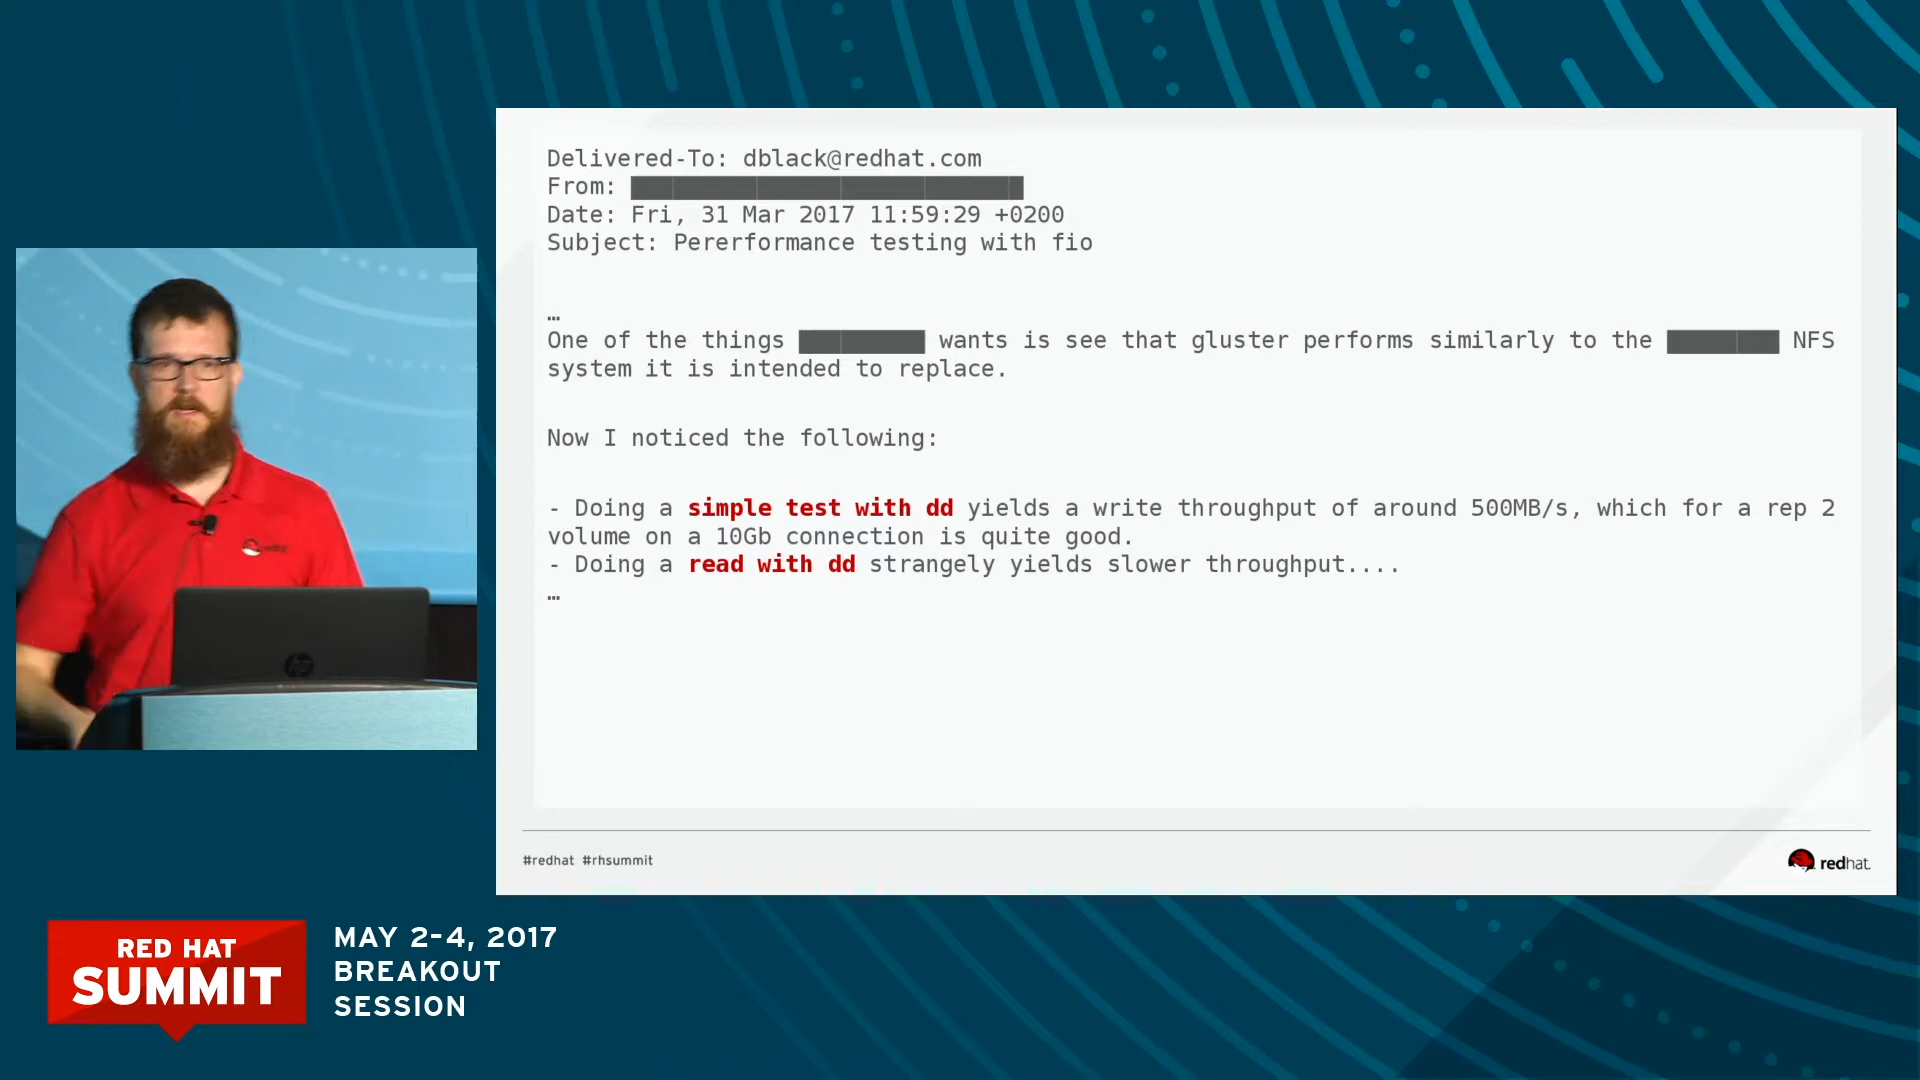 Delivered-To: dblack@redhat.com
From:
Date: Fri, 31 Mar 2017 11:59:29 +0200
Subject: Pererformance testing with fio
…
One of the things wants is see that gluster performs similarly to the NFS
system it is intended to replace.
Now I noticed the following:
- Doing a simple test with dd yields a write throughput of around 500MB/s, which for a rep 2
volume on a 10Gb connection is quite good.
- Doing a read with dd strangely yields slower throughput....
…
#redhat #rhsummit
redhat.
redhat
hp
RED HAT
SUMMIT
MAY 2-4, 2017
BREAKOUT
SESSION